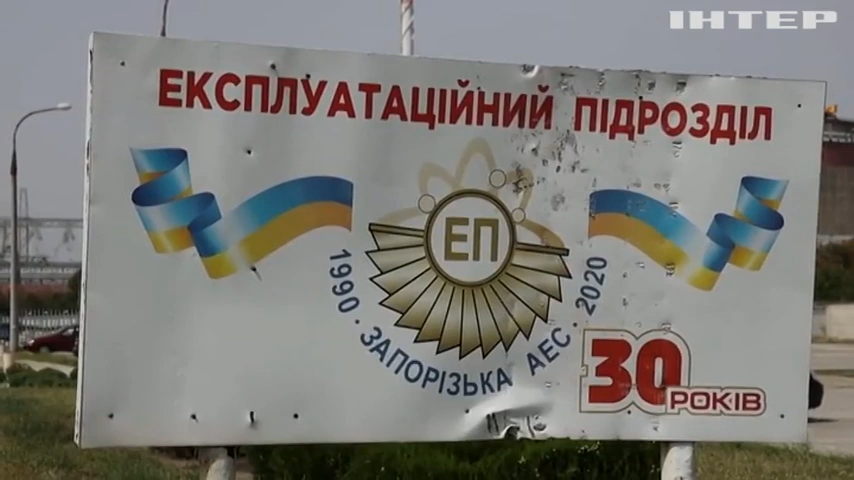 ІНТЕР
ЕКСПЛУАТАЦІЙНИЙ ПІДРОЗДІЛ
ЕП
1990 · ЗАПОРІЗЬКА АЕС · 2020
30
РОКІВ